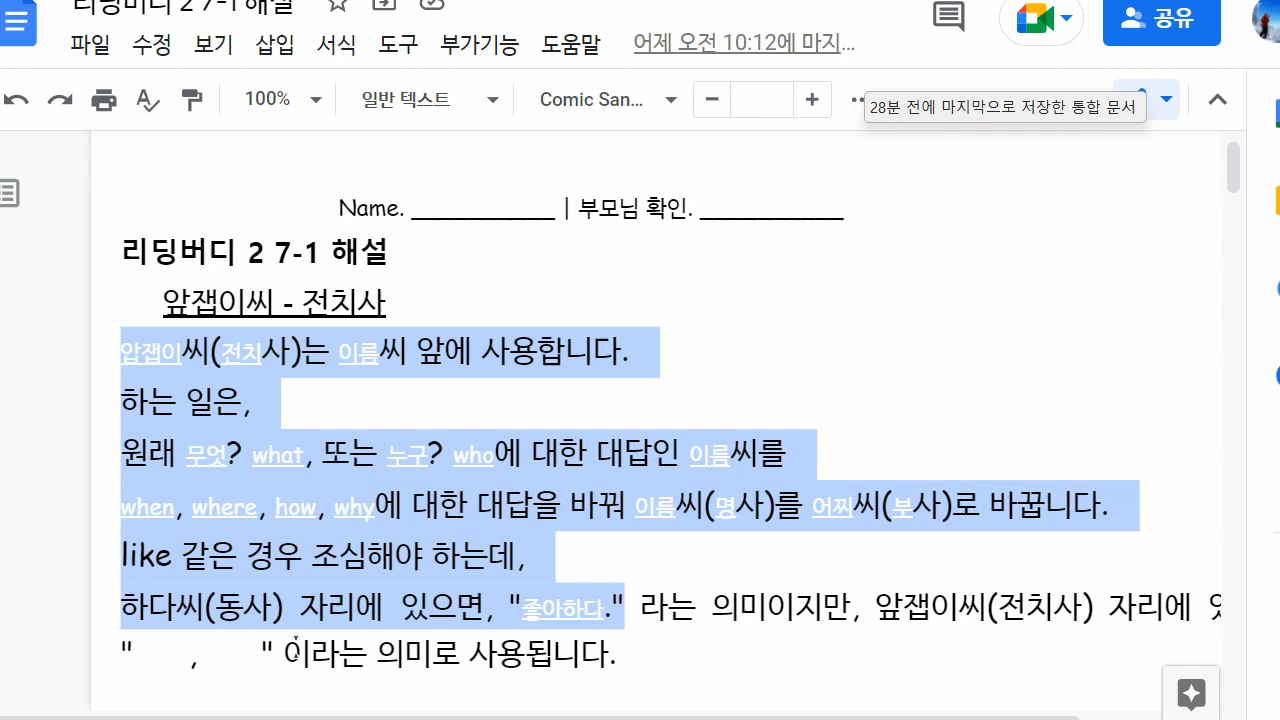 리딩버디 2 7-1 해설
파일 수정 보기 삽입 서식 도구 부가기능 도움말 어제 오전 10:12에 마지...
공유
100% 일반 텍스트 Comic San... − +
28분 전에 마지막으로 저장한 통합 문서
Name. ____________ | 부모님 확인. ____________
리딩버디 2 7-1 해설
앞잽이씨 - 전치사
압잽이씨(전치사)는 이름씨 앞에 사용합니다.
하는 일은,
원래 무엇? what, 또는 누구? who에 대한 대답인 이름씨를
when, where, how, why에 대한 대답을 바꿔 이름씨(명사)를 어찌씨(부사)로 바꿉니다.
like 같은 경우 조심해야 하는데,
하다씨(동사) 자리에 있으면, "좋아하다." 라는 의미이지만, 앞잽이씨(전치사) 자리에
" , " 이라는 의미로 사용됩니다.